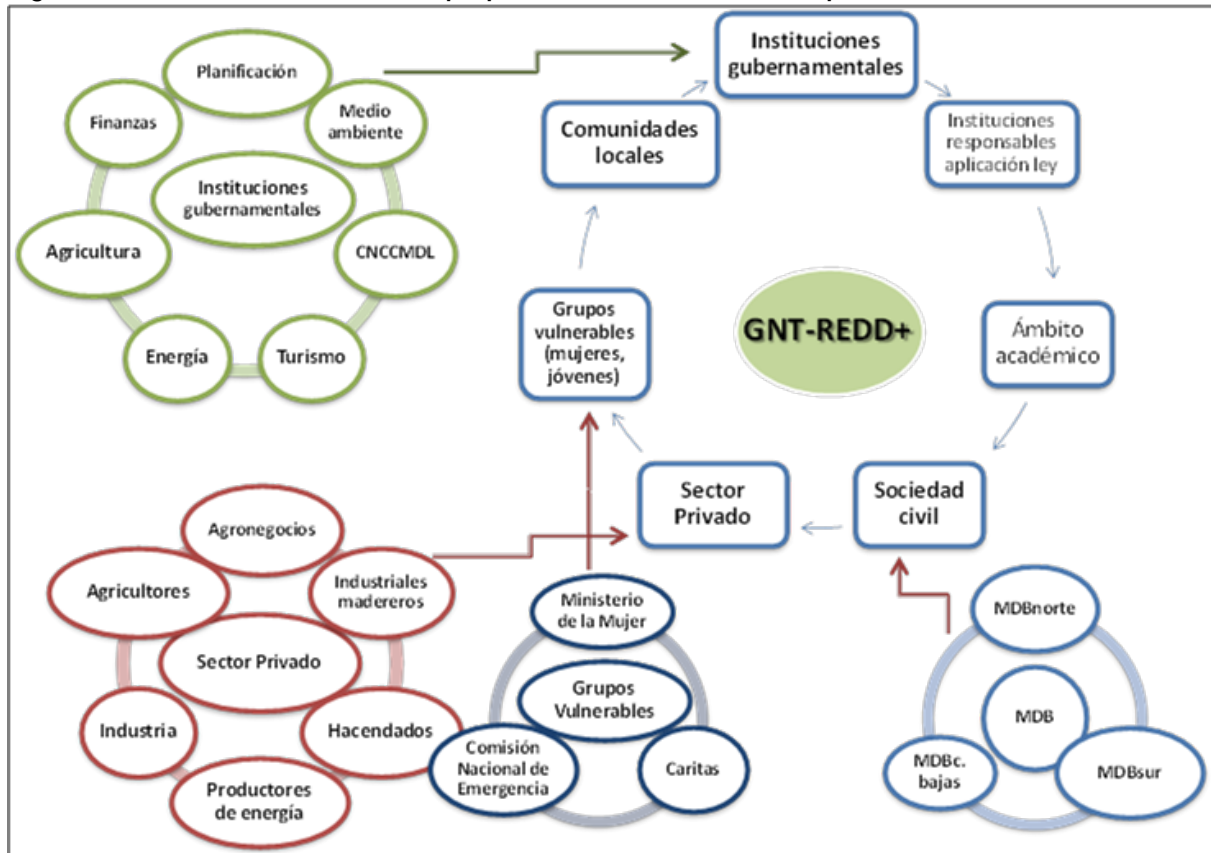 Planificación
Finanzas
Medio
ambiente
Instituciones
gubernamentales
Agricultura
CNCCMDL
Energía
Turismo
Instituciones
gubernamentales
Comunidades
locales
Instituciones
responsables
aplicación ley
Grupos
vulnerables
(mujeres,
jóvenes)
GNT-REDD+
Ámbito
académico
Sector
Privado
Sociedad
civil
Agronegocios
Agricultores
Industriales
madereros
Sector Privado
Industria
Hacendados
Productores
de energía
Ministerio
de la Mujer
Grupos
Vulnerables
Comisión
Nacional de
Emergencia
Caritas
MDBnorte
MDB
MDBc.
bajas
MDBsur